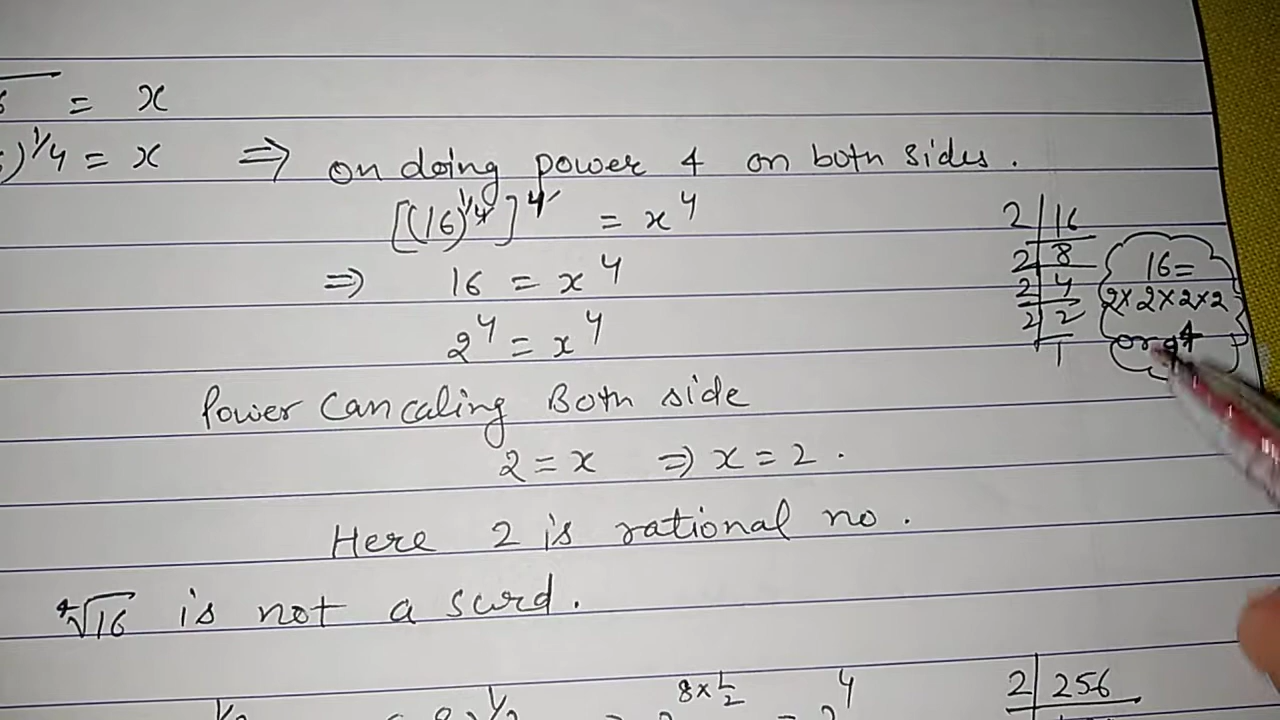 = x
)^1/4 = x ⇒ on doing power 4 on both sides.
[(16)^1/4]^4 = x^4
⇒ 16 = x^4
2^4 = x^4
Power Cancaling Both side
2 = x ⇒ x = 2.
Here 2 is rational no.
∜16 is not a surd.
2 | 16
2 | 8
2 | 4
2 | 2
1
16 =
2×2×2×2
or 2^4
8×1/2
4
2 | 256